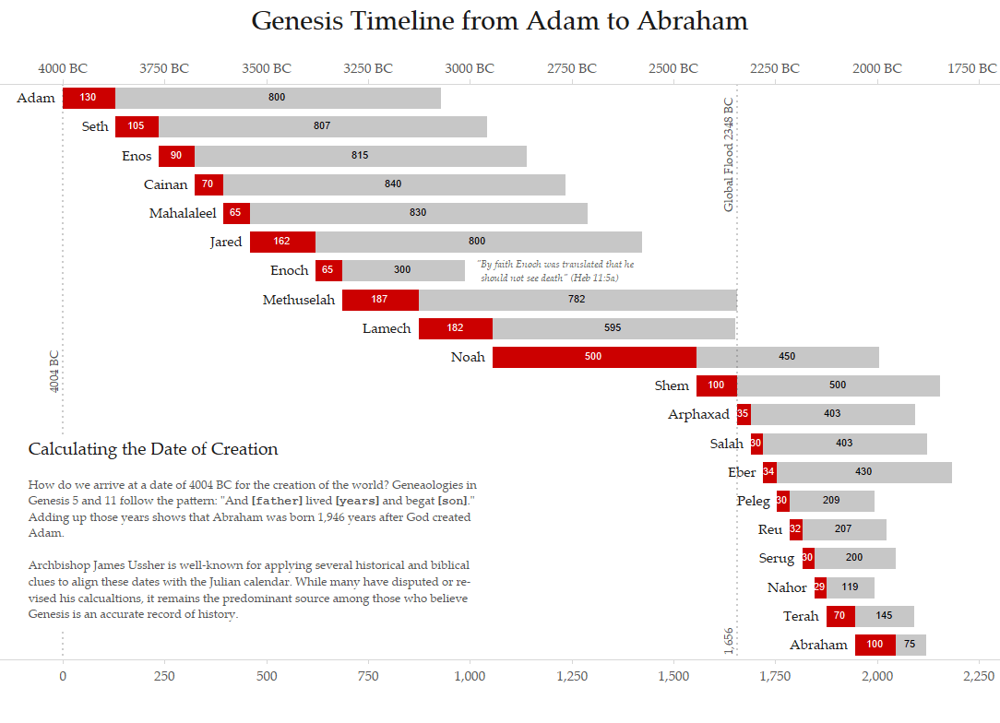 Genesis Timeline from Adam to Abraham
4000 BC 3750 BC 3500 BC 3250 BC 3000 BC 2750 BC 2500 BC 2250 BC 2000 BC 1750 BC
Adam 130 800
Seth 105 807
Enos 90 815
Cainan 70 840
Mahalaleel 65 830
Jared 162 800
Enoch 65 300
"By faith Enoch was translated that he
should not see death" (Heb 11:5a)
Methuselah 187 782
Lamech 182 595
Noah 500 450
Shem 100 500
Arphaxad 35 403
Salah 30 403
Eber 34 430
Peleg 30 209
Reu 32 207
Serug 30 200
Nahor 29 119
Terah 70 145
Abraham 100 75
Global Flood 2348 BC
1,656
4004 BC
Calculating the Date of Creation
How do we arrive at a date of 4004 BC for the creation of the world? Geneaologies in
Genesis 5 and 11 follow the pattern: "And [father] lived [years] and begat [son]."
Adding up those years shows that Abraham was born 1,946 years after God created
Adam.
Archbishop James Ussher is well-known for applying several historical and biblical
clues to align these dates with the Julian calendar. While many have disputed or re-
vised his calcualtions, it remains the predominant source among those who believe
Genesis is an accurate record of history.
0 250 500 750 1,000 1,250 1,500 1,750 2,000 2,250